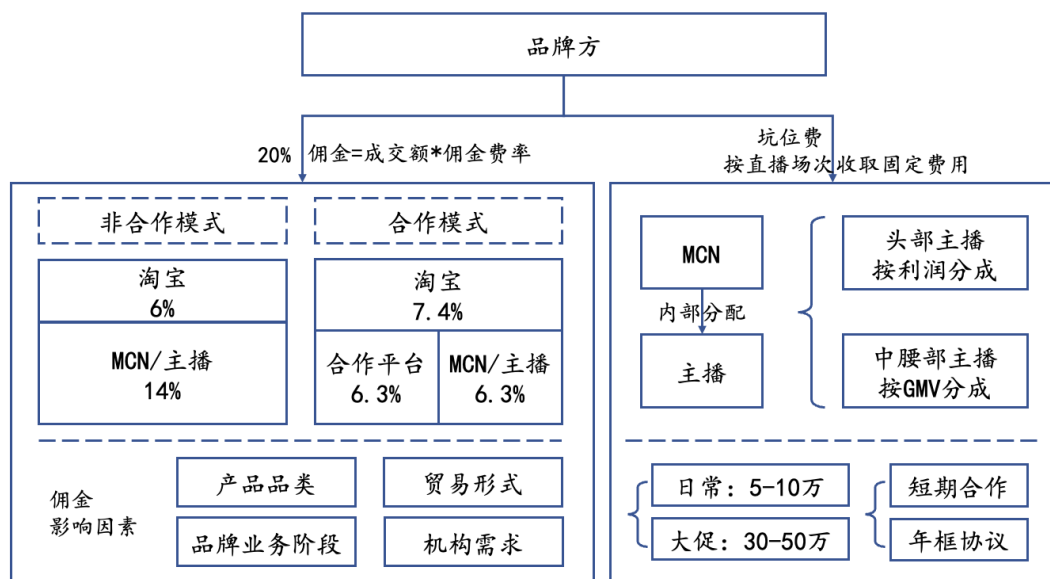 品牌方
20% 佣金=成交额*佣金费率
坑位费
按直播场次收取固定费用
非合作模式
合作模式
淘宝
6%
MCN/主播
14%
淘宝
7.4%
合作平台
6.3%
MCN/主播
6.3%
佣金
影响因素
产品品类
贸易形式
品牌业务阶段
机构需求
MCN
内部分配
主播
头部主播
按利润分成
中腰部主播
按GMV分成
日常：5-10万
大促：30-50万
短期合作
年框协议